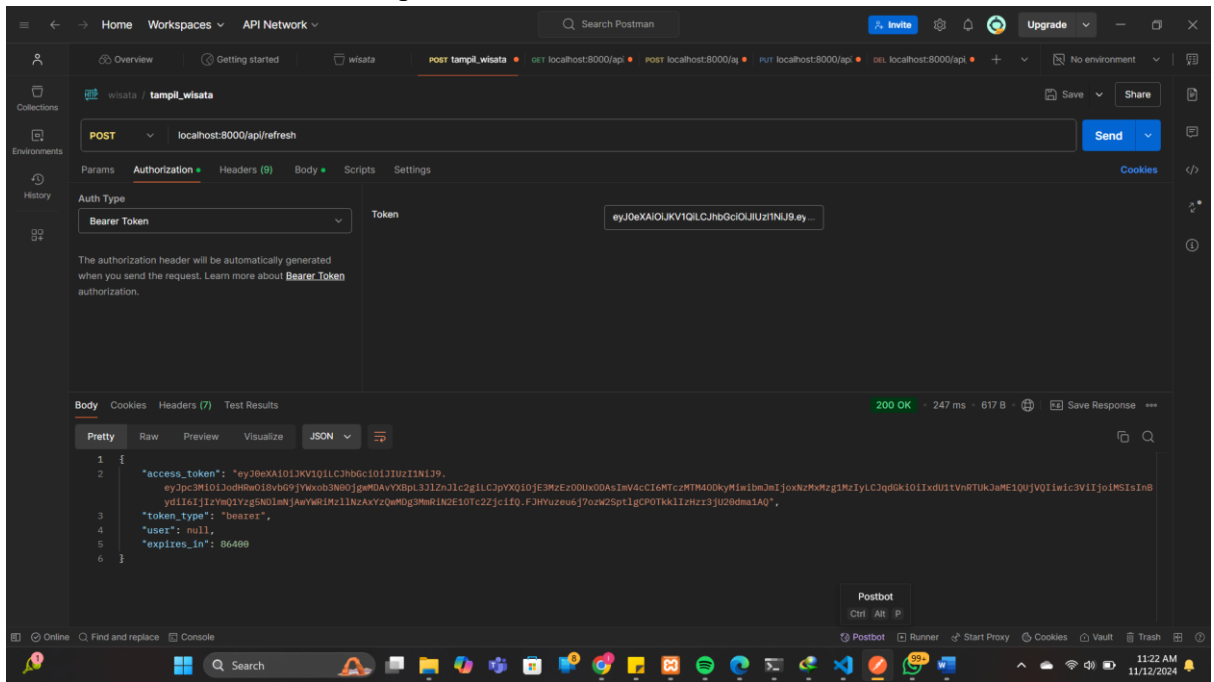 Home Workspaces API Network Search Postman Invite Upgrade
Overview Getting started wisata POST tampil_wisata GET localhost:8000/api POST localhost:8000/a PUT localhost:8000/api. DEL localhost:8000/api. No environment
wisata / tampil_wisata Save Share
Collections
POST localhost:8000/api/refresh Send
Environments
Params Authorization Headers (9) Body Scripts Settings Cookies
History
Auth Type
Bearer Token
Token eyJ0eXAiOiJKV1QiLCJhbGciOiJIUzI1NiJ9.ey...
The authorization header will be automatically generated
when you send the request. Learn more about Bearer Token
authorization.
Body Cookies Headers (7) Test Results 200 OK 247 ms 617 B Save Response
Pretty Raw Preview Visualize JSON
1 {
2 "access_token": "eyJ0eXAiOiJKV1QiLCJhbGciOiJIUzI1NiJ9.
3 "token_type": "bearer",
4 "user": null,
5 "expires_in": 86400
6 }
Postbot
Ctrl Alt P
Online Find and replace Console Postbot Runner Start Proxy Cookies Vault Trash
1 Search 8 99+ 11:22 AM
11/12/2024